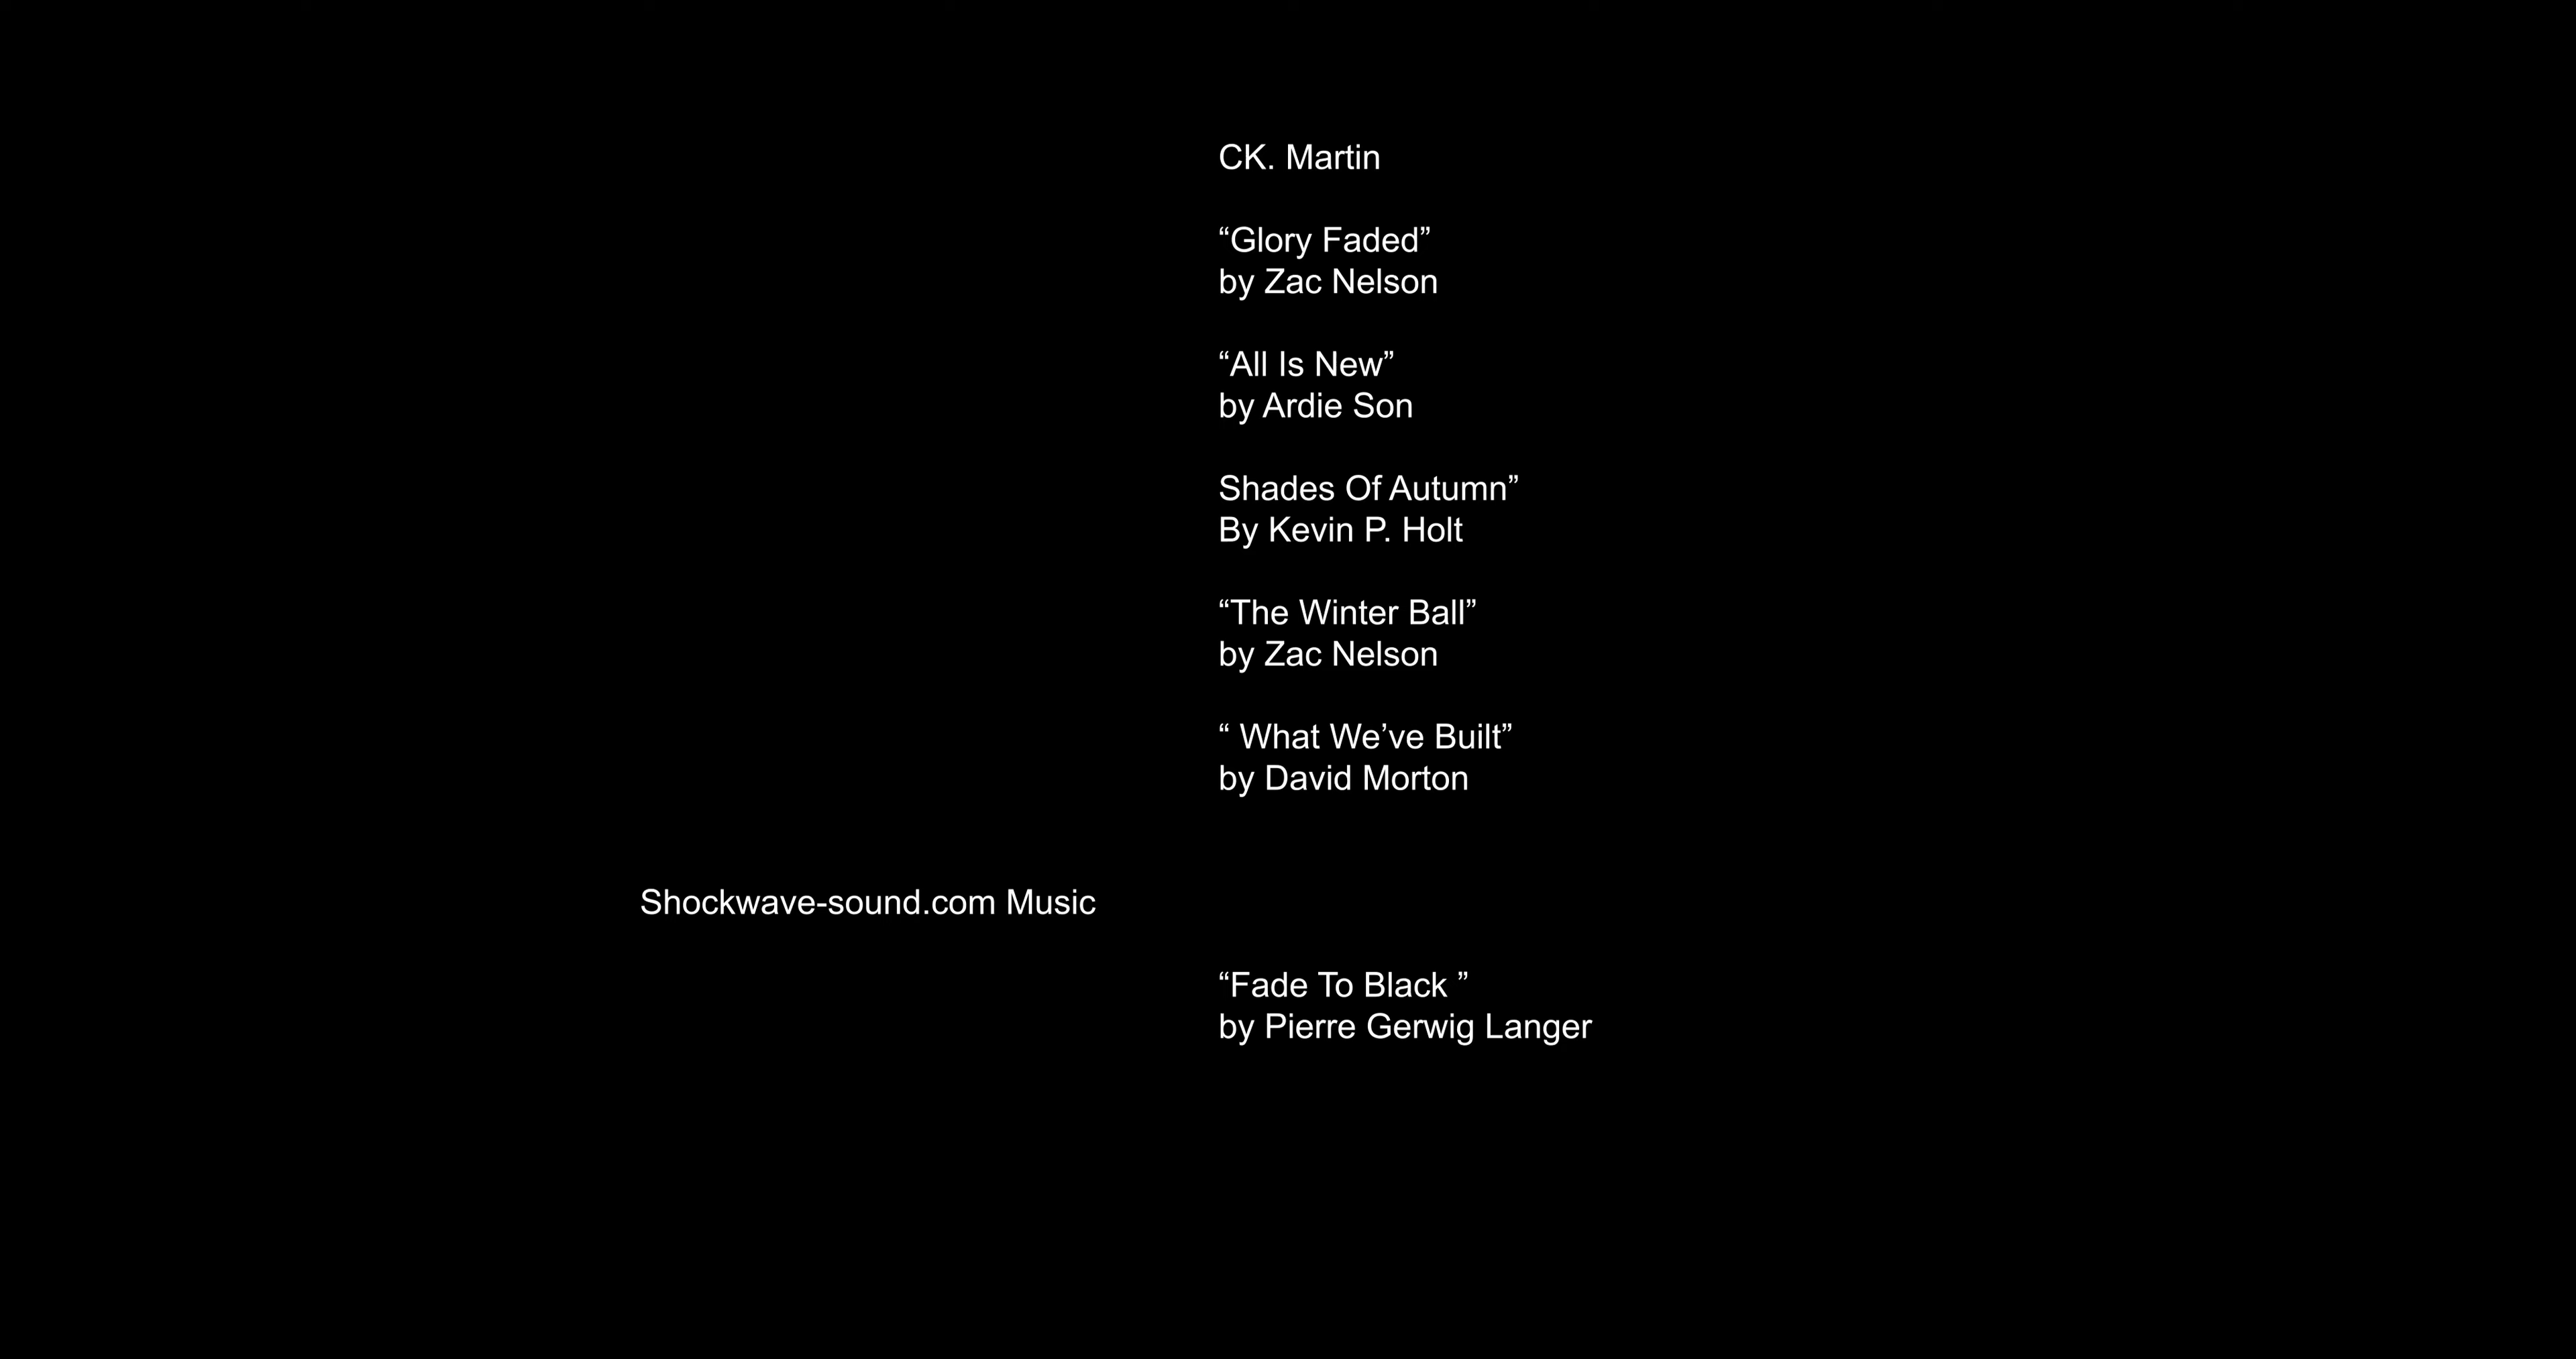 CK. Martin
“Glory Faded”
by Zac Nelson
“All Is New”
by Ardie Son
Shades Of Autumn”
By Kevin P. Holt
“The Winter Ball”
by Zac Nelson
“ What We’ve Built”
by David Morton
Shockwave-sound.com Music
“Fade To Black ”
by Pierre Gerwig Langer